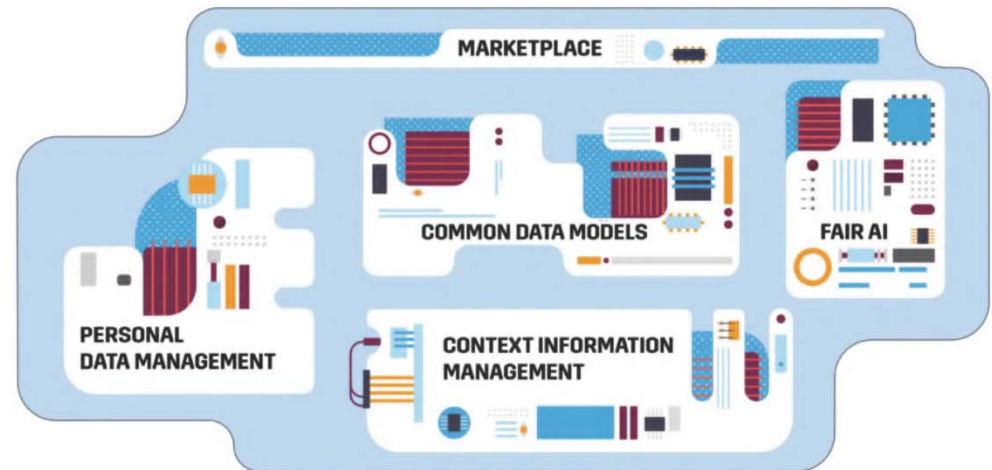 MARKETPLACE
COMMON DATA MODELS
FAIR AI
PERSONAL
DATA MANAGEMENT
CONTEXT INFORMATION
MANAGEMENT